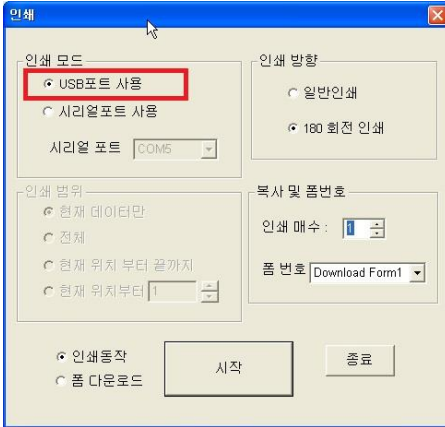 인쇄
인쇄 모드
USB포트 사용
시리얼포트 사용
시리얼 포트 COM5
인쇄 방향
일반인쇄
180 회전 인쇄
인쇄 범위
현재 데이터만
전체
현재 위치 부터 끝까지
현재 위치부터 1
복사 및 폼번호
인쇄 매수 : 1
폼 번호 Download Form1
인쇄동작
폼 다운로드
시작
종료